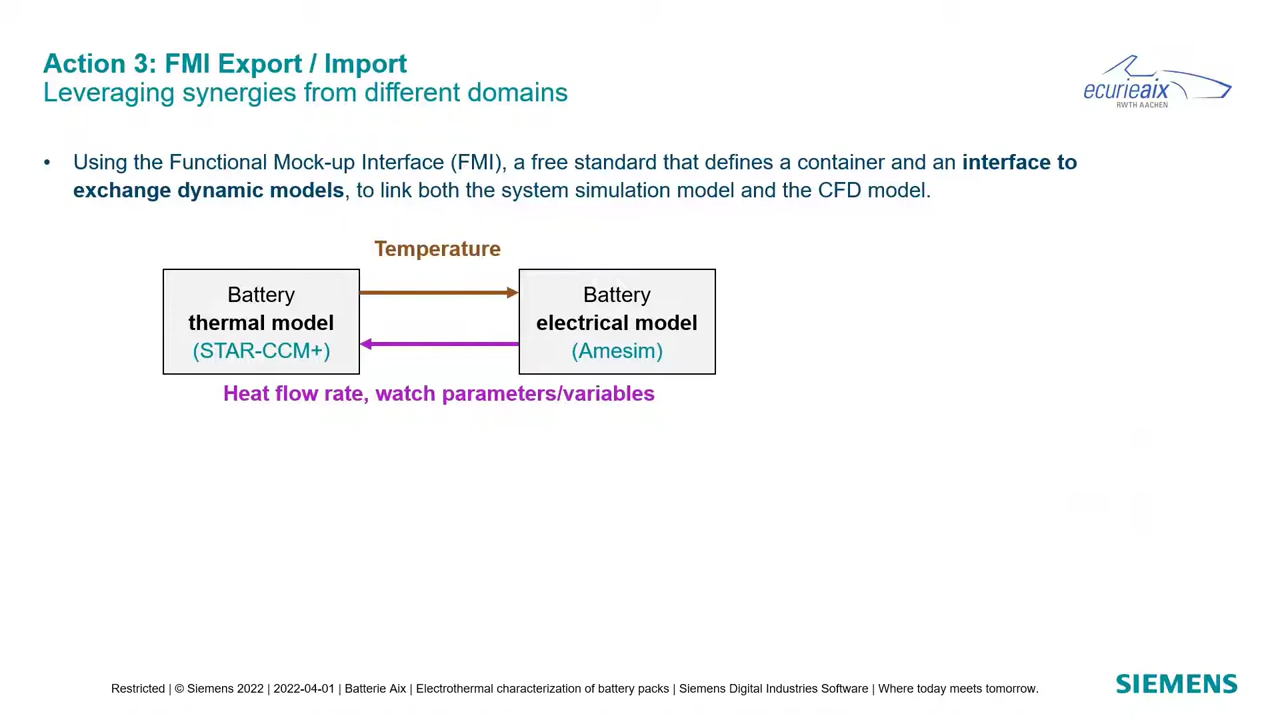 Action 3: FMI Export / Import
Leveraging synergies from different domains
ecurieaix
RWTH AACHEN
• Using the Functional Mock-up Interface (FMI), a free standard that defines a container and an interface to
exchange dynamic models, to link both the system simulation model and the CFD model.
Temperature
Battery
thermal model
(STAR-CCM+)
Battery
electrical model
(Amesim)
Heat flow rate, watch parameters/variables
Restricted | © Siemens 2022 | 2022-04-01 | Batterie Aix | Electrothermal characterization of battery packs | Siemens Digital Industries Software | Where today meets tomorrow.
SIEMENS